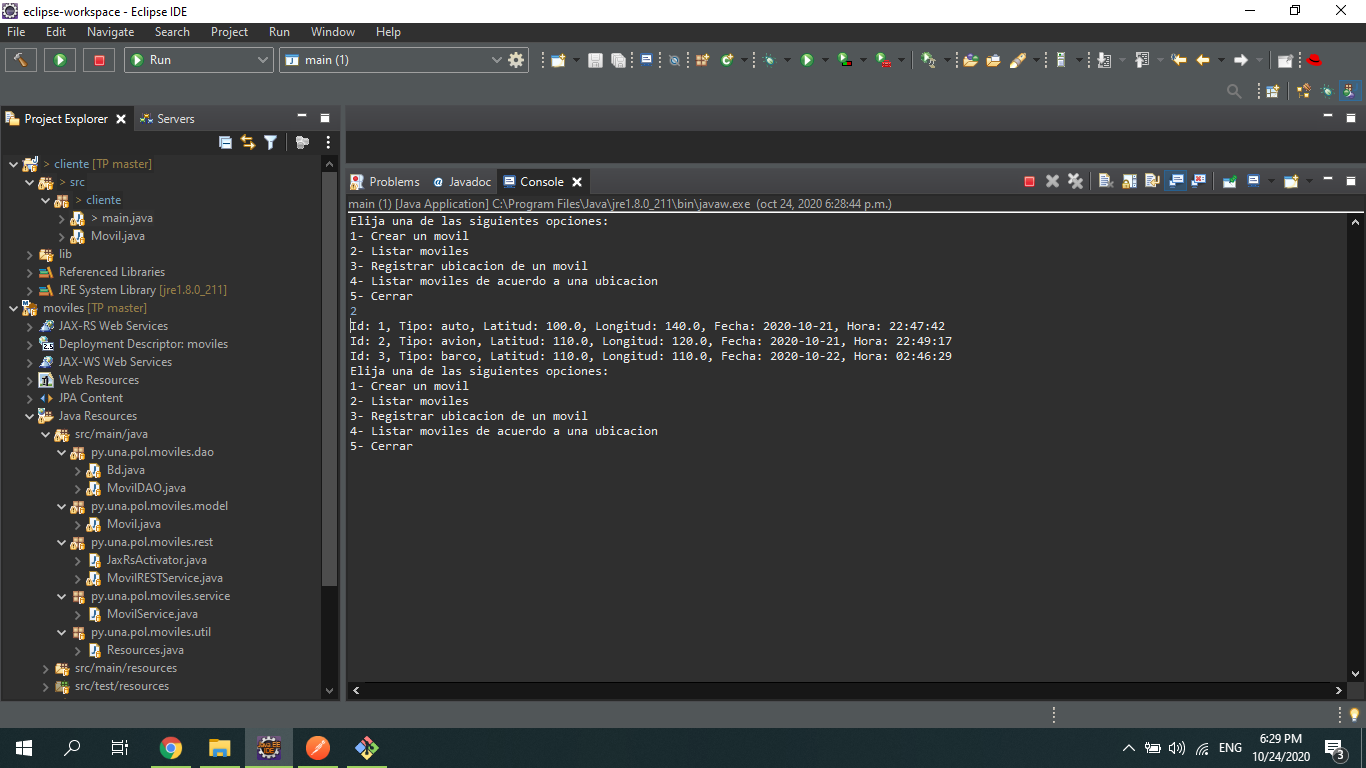 eclipse-workspace - Eclipse IDE
File Edit Navigate Search Project Run Window Help
Run
main (1)
Project Explorer
Servers
> cliente [TP master]
> src
> cliente
> main.java
Movil.java
lib
Referenced Libraries
JRE System Library [jre1.8.0_211]
moviles [TP master]
JAX-RS Web Services
Deployment Descriptor: moviles
JAX-WS Web Services
Web Resources
JPA Content
Java Resources
src/main/java
py.una.pol.moviles.dao
Bd.java
MovilDAO.java
py.una.pol.moviles.model
Movil.java
py.una.pol.moviles.rest
JaxRsActivator.java
MovilRESTService.java
py.una.pol.moviles.service
MovilService.java
py.una.pol.moviles.util
Resources.java
src/main/resources
src/test/resources
Problems @ Javadoc Console
main (1) [Java Application] C:\Program Files\Java\jre1.8.0_211\bin\javaw.exe (oct 24, 2020 6:28:44 p.m.)
Elija una de las siguientes opciones:
1- Crear un movil
2- Listar moviles
3- Registrar ubicacion de un movil
4- Listar moviles de acuerdo a una ubicacion
5- Cerrar
2
Id: 1, Tipo: auto, Latitud: 100.0, Longitud: 140.0, Fecha: 2020-10-21, Hora: 22:47:42
Id: 2, Tipo: avion, Latitud: 110.0, Longitud: 120.0, Fecha: 2020-10-21, Hora: 22:49:17
Id: 3, Tipo: barco, Latitud: 110.0, Longitud: 110.0, Fecha: 2020-10-22, Hora: 02:46:29
Elija una de las siguientes opciones:
1- Crear un movil
2- Listar moviles
3- Registrar ubicacion de un movil
4- Listar moviles de acuerdo a una ubicacion
5- Cerrar
ENG
6:29 PM
10/24/2020
3